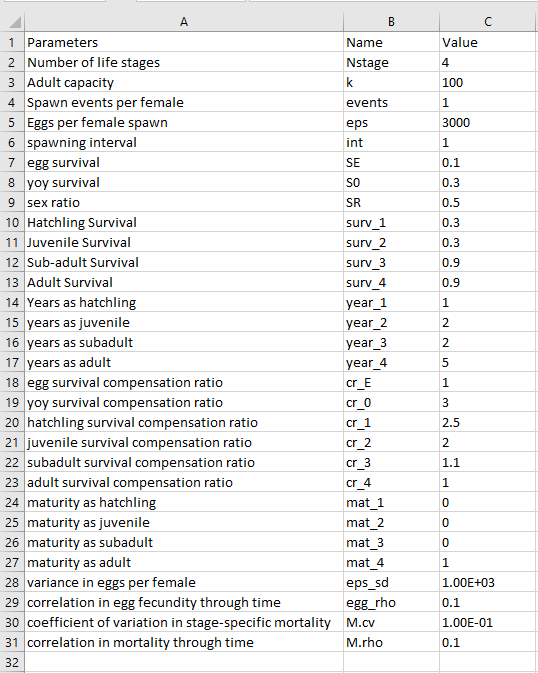 A B C
1 Parameters Name Value
2 Number of life stages Nstage 4
3 Adult capacity k 100
4 Spawn events per female events 1
5 Eggs per female spawn eps 3000
6 spawning interval int 1
7 egg survival SE 0.1
8 yoy survival S0 0.3
9 sex ratio SR 0.5
10 Hatchling Survival surv_1 0.3
11 Juvenile Survival surv_2 0.3
12 Sub-adult Survival surv_3 0.9
13 Adult Survival surv_4 0.9
14 Years as hatchling year_1 1
15 years as juvenile year_2 2
16 years as subadult year_3 2
17 years as adult year_4 5
18 egg survival compensation ratio cr_E 1
19 yoy survival compensation ratio cr_0 3
20 hatchling survival compensation ratio cr_1 2.5
21 juvenile survival compensation ratio cr_2 2
22 subadult survival compensation ratio cr_3 1.1
23 adult survival compensation ratio cr_4 1
24 maturity as hatchling mat_1 0
25 maturity as juvenile mat_2 0
26 maturity as subadult mat_3 0
27 maturity as adult mat_4 1
28 variance in eggs per female eps_sd 1.00E+03
29 correlation in egg fecundity through time egg_rho 0.1
30 coefficient of variation in stage-specific mortality M.cv 1.00E-01
31 correlation in mortality through time M.rho 0.1
32